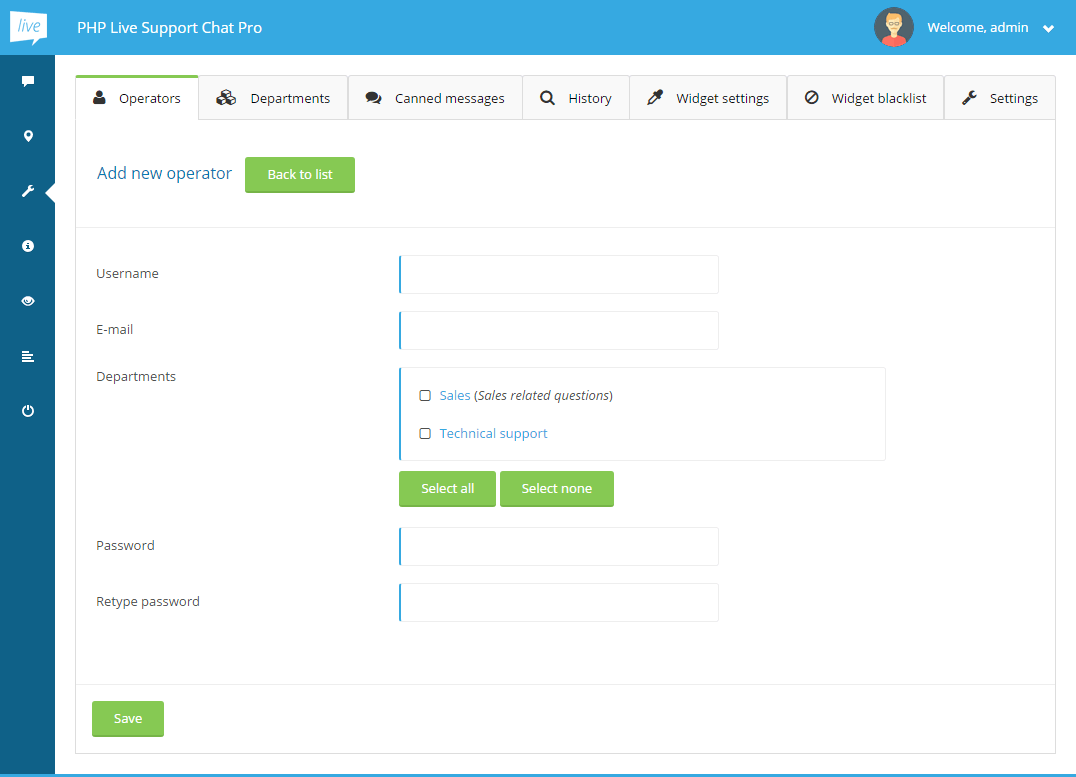 live
PHP Live Support Chat Pro
Welcome, admin
Operators
Departments
Canned messages
History
Widget settings
Widget blacklist
Settings
Add new operator
Back to list
Username
E-mail
Departments
Sales (Sales related questions)
Technical support
Select all
Select none
Password
Retype password
Save